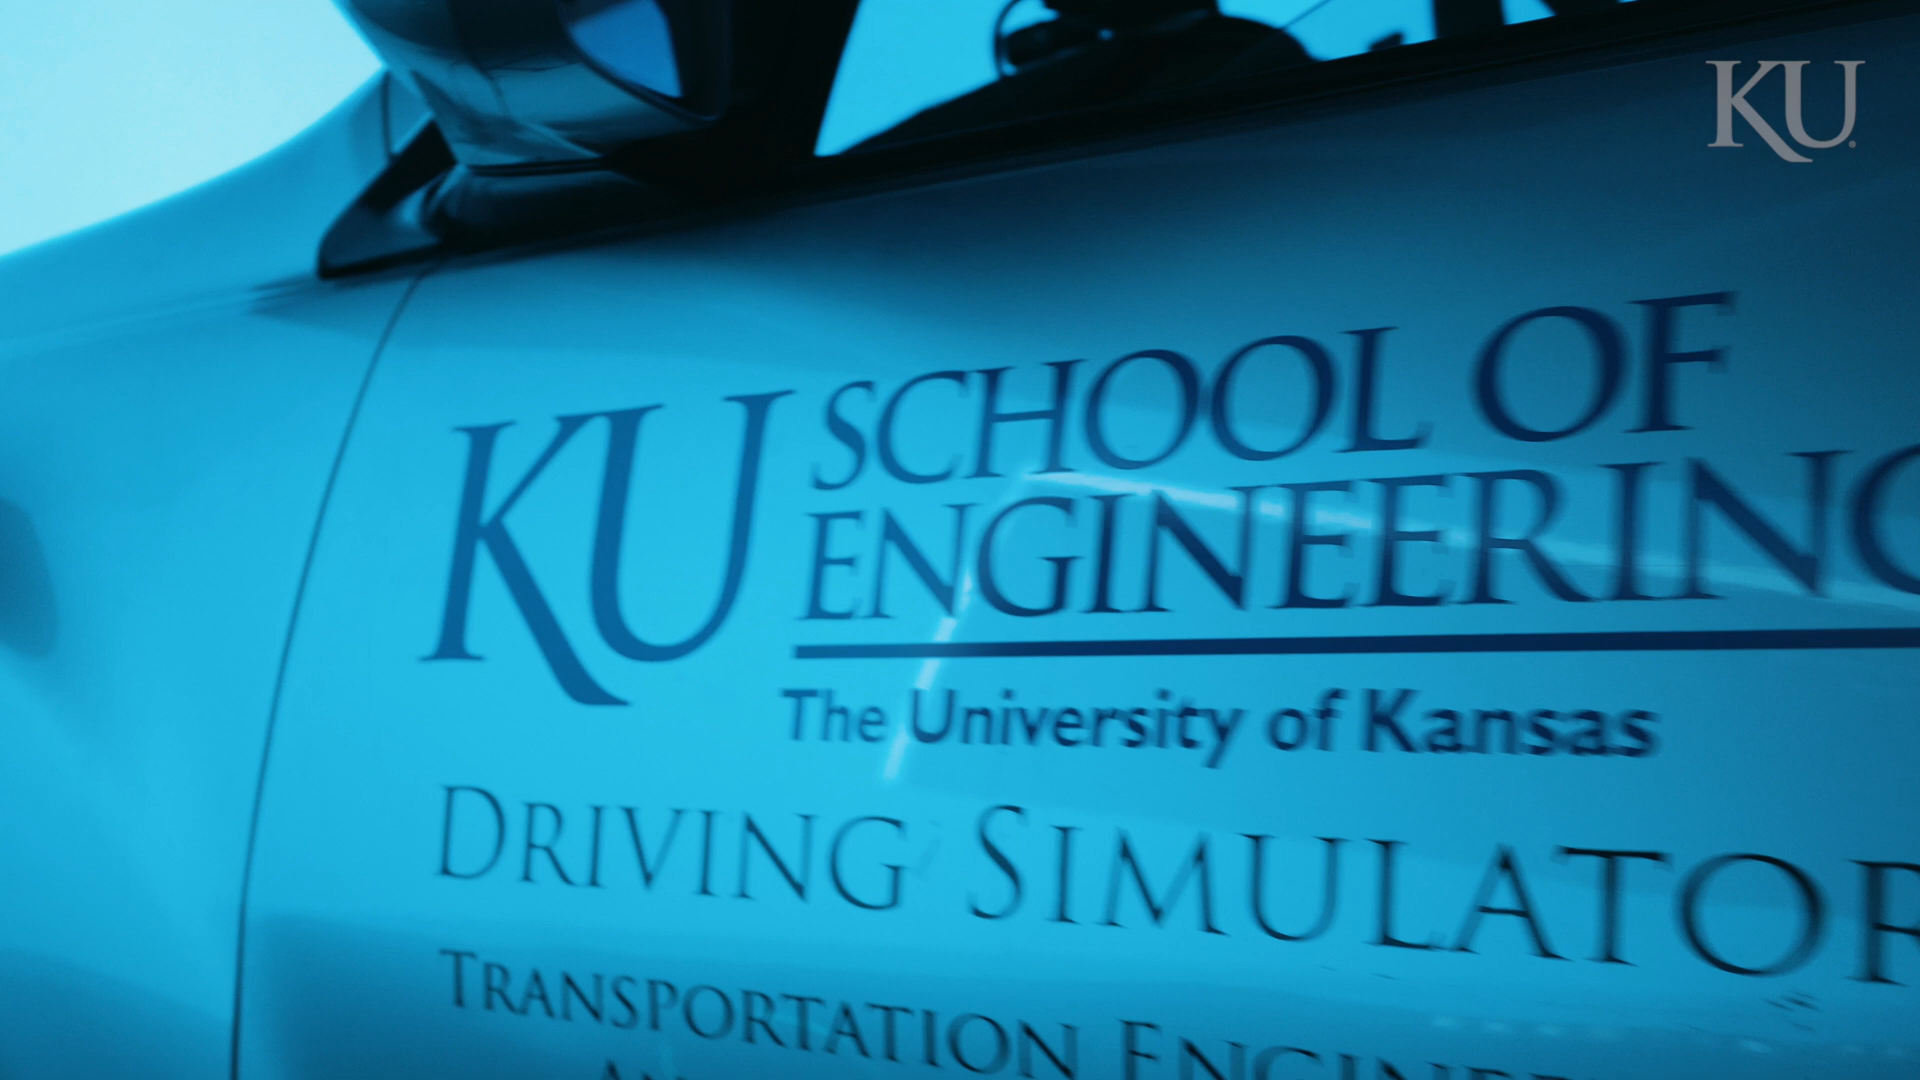 KU
KU SCHOOL OF
ENGINEERING
The University of Kansas
DRIVING SIMULATOR
TRANSPORTATION